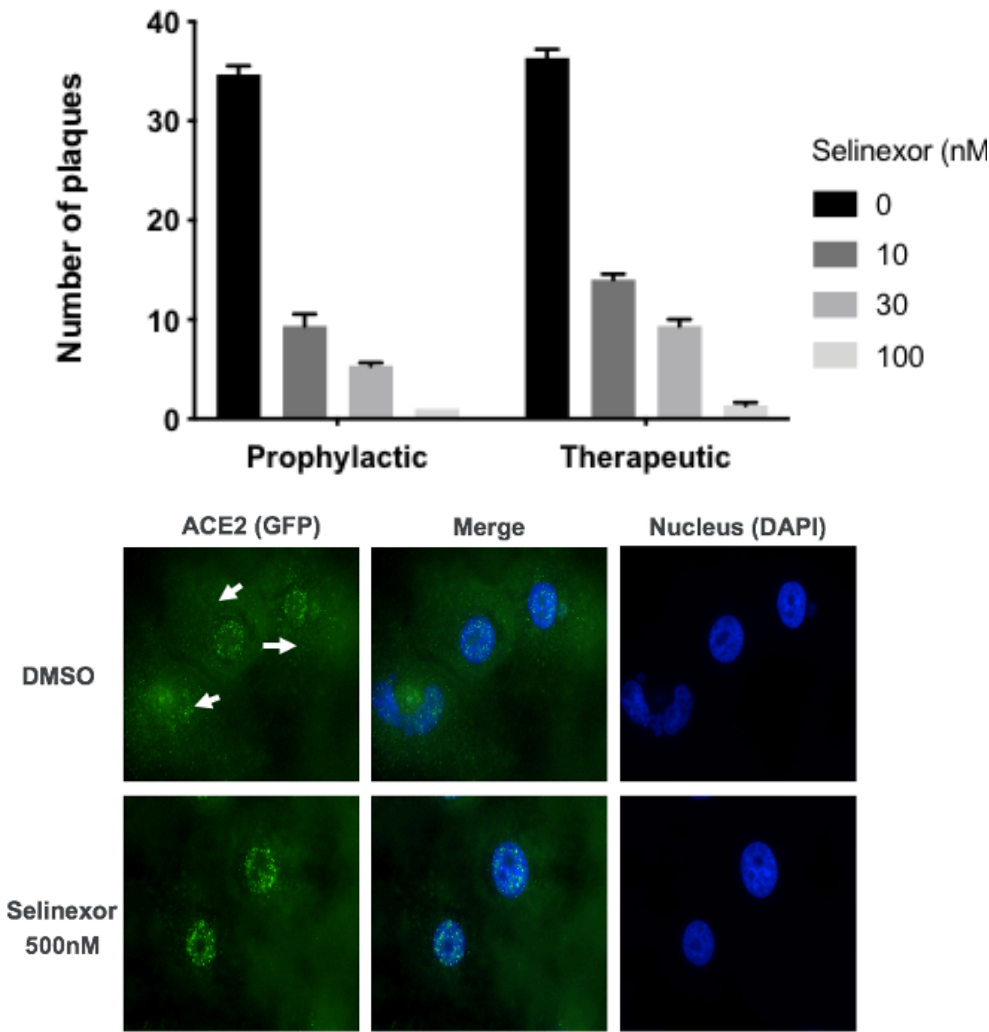 40
30
20
10
0
Number of plaques
Prophylactic
Therapeutic
Selinexor (nM
0
10
30
100
ACE2 (GFP)
Merge
Nucleus (DAPI)
DMSO
Selinexor
500nM